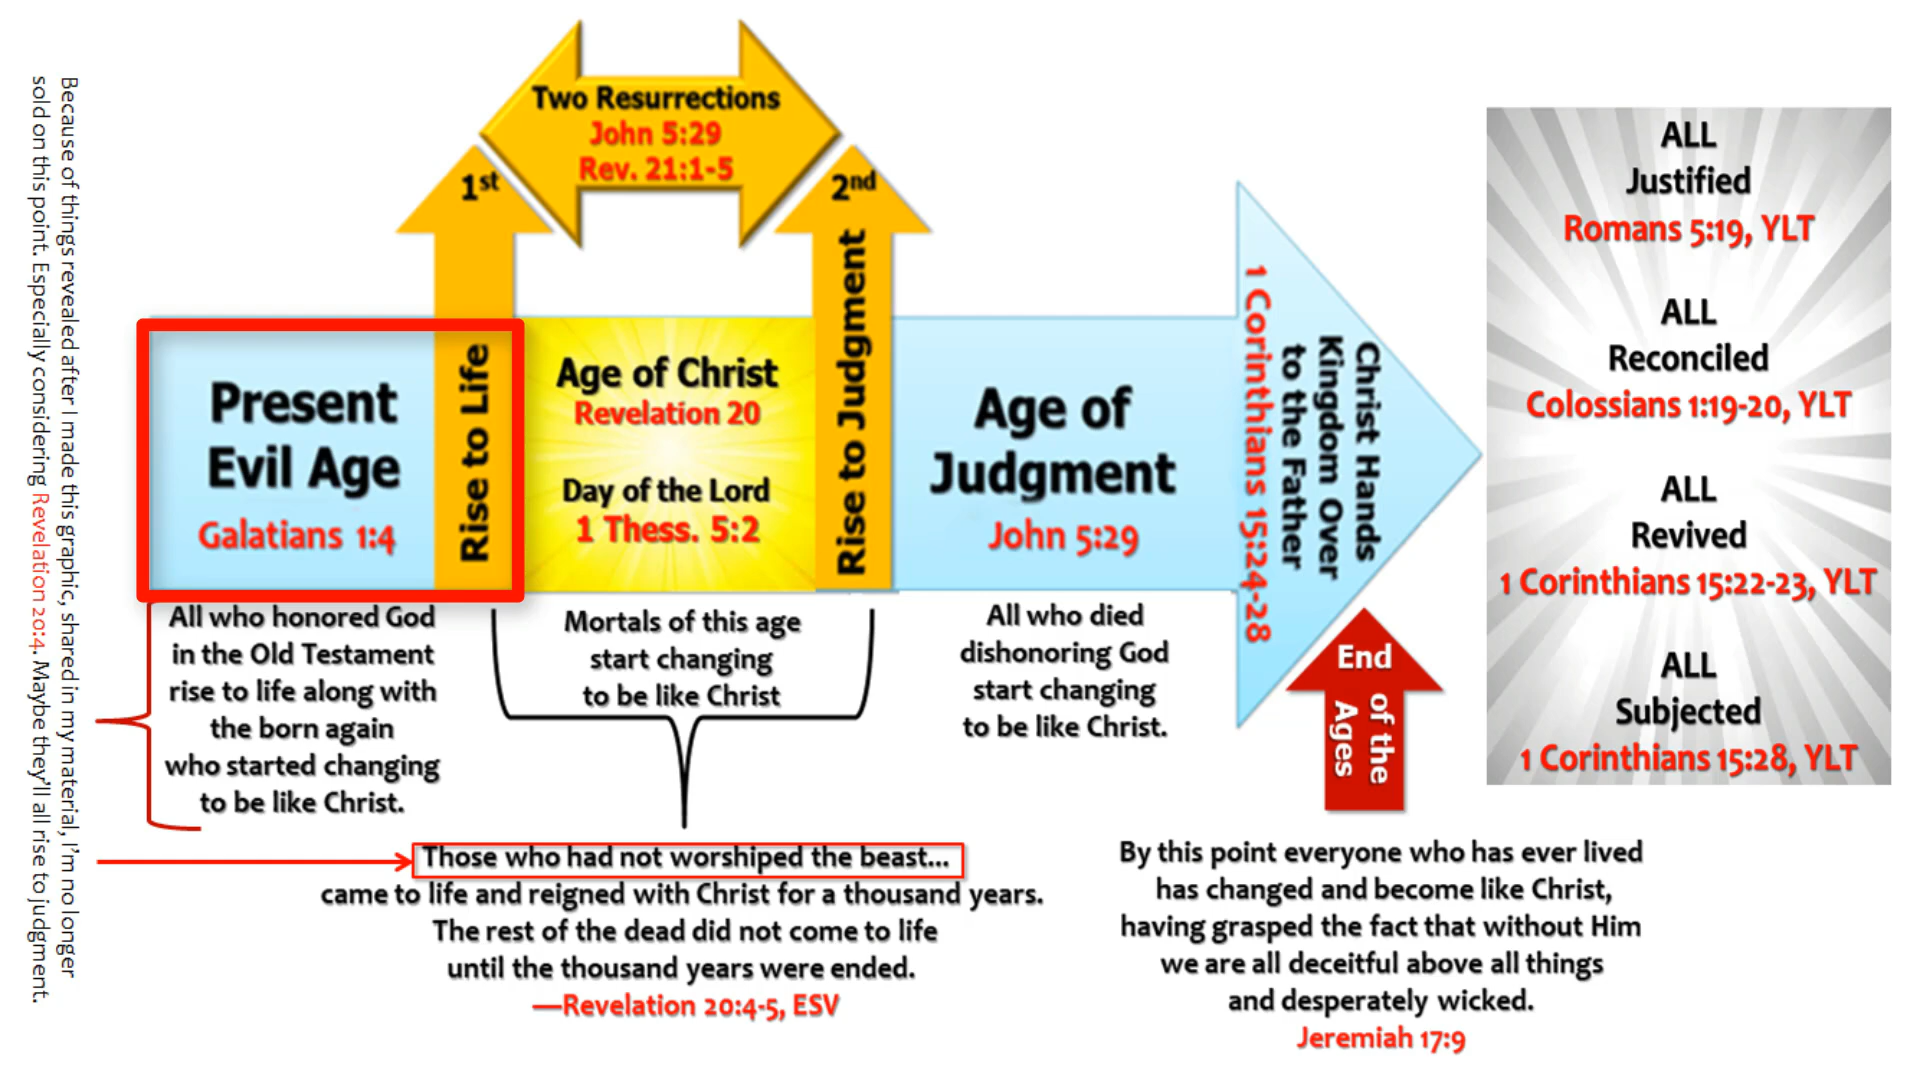 Because of things revealed after I made this graphic, shared in my material, I'm no longer
sold on this point. Especially considering Revelation 20:4. Maybe they'll all rise to judgment.
Two Resurrections
John 5:29
Rev. 21:1-5
1st
2nd
Present
Evil Age
Galatians 1:4
Rise to Life
Age of Christ
Revelation 20
Day of the Lord
1 Thess. 5:2
Rise to Judgment
Age of
Judgment
John 5:29
1 Corinthians 15:24-28
Christ Hands
Kingdom Over
to the Father
ALL
Justified
Romans 5:19, YLT
ALL
Reconciled
Colossians 1:19-20, YLT
ALL
Revived
1 Corinthians 15:22-23, YLT
ALL
Subjected
1 Corinthians 15:28, YLT
All who honored God
in the Old Testament
rise to life along with
the born again
who started changing
to be like Christ.
Mortals of this age
start changing
to be like Christ
All who died
dishonoring God
start changing
to be like Christ.
End
of the
Ages
Those who had not worshiped the beast...
came to life and reigned with Christ for a thousand years.
The rest of the dead did not come to life
until the thousand years were ended.
—Revelation 20:4-5, ESV
By this point everyone who has ever lived
has changed and become like Christ,
having grasped the fact that without Him
we are all deceitful above all things
and desperately wicked.
Jeremiah 17:9